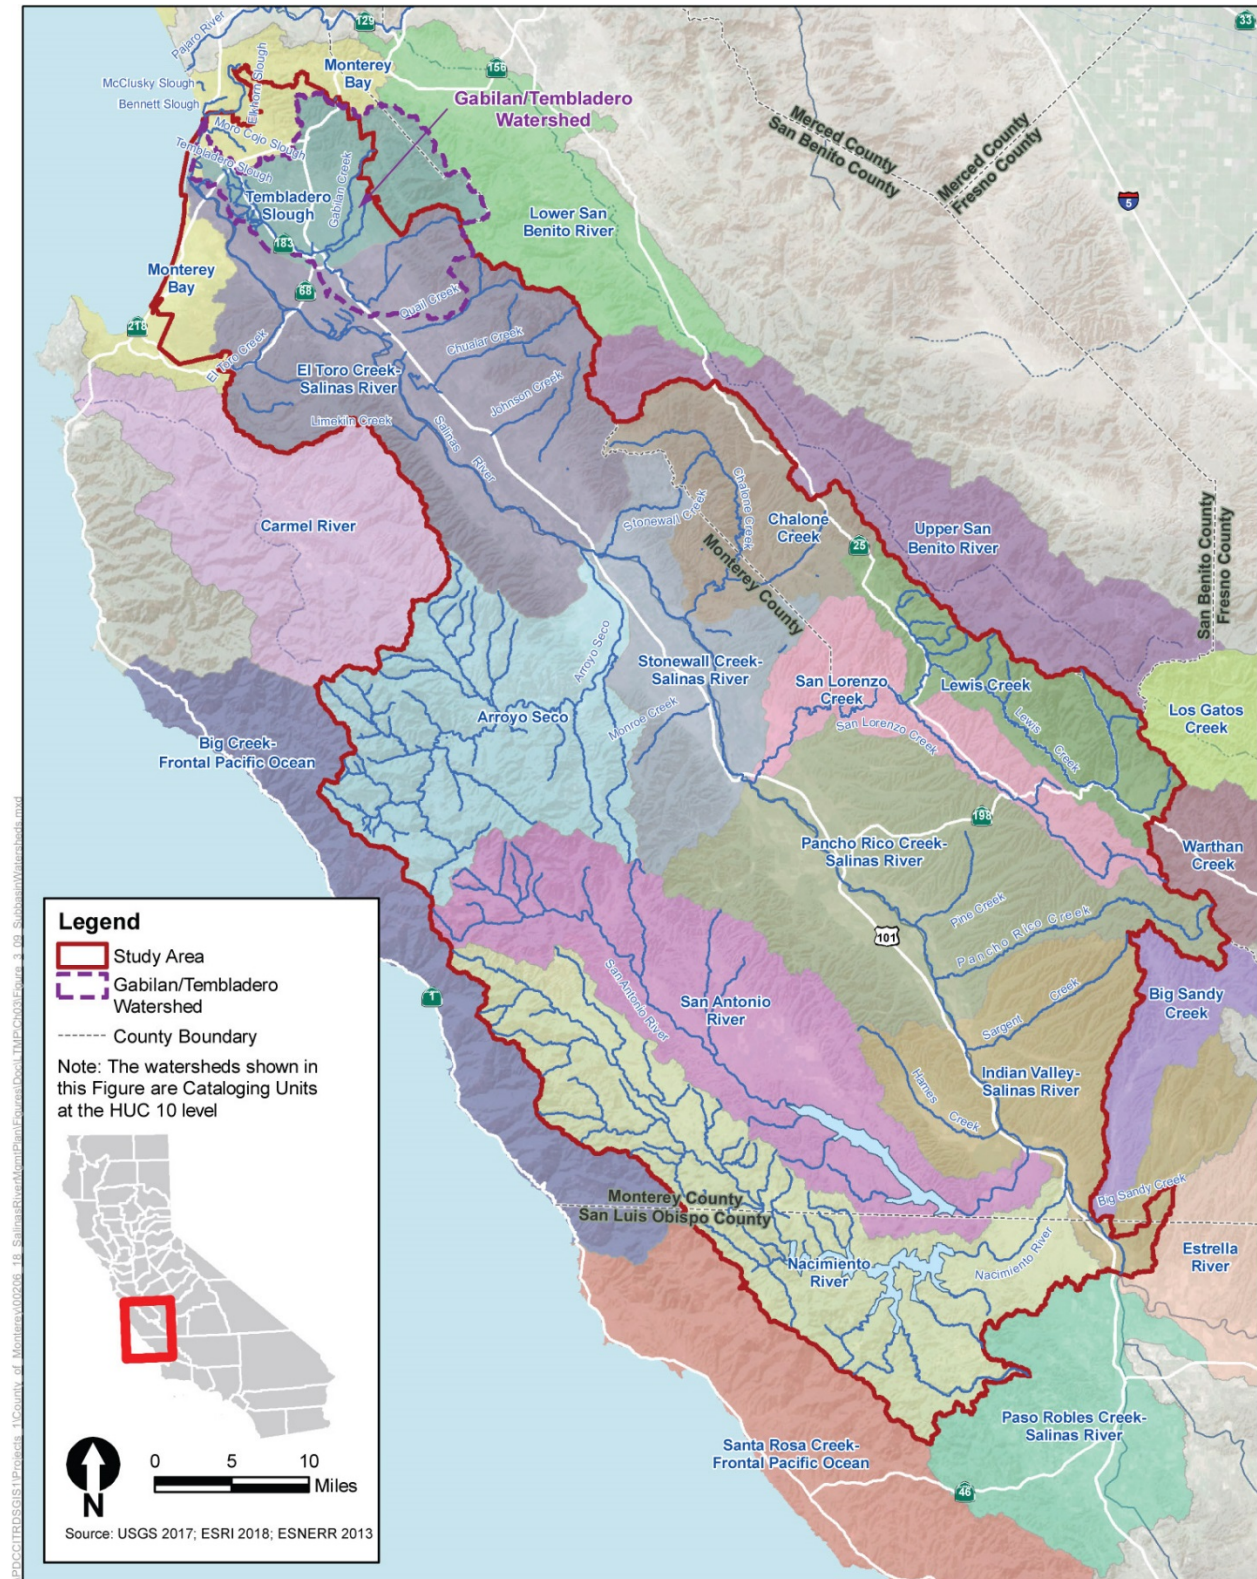 129
33
Pajaro River
McClusky Slough
Bennett Slough
Elkhorn Slough
Monterey
Bay
156
Gabilan/Tembladero
Watershed
Moro Cojo Slough
Tembladero Slough
Gabilan Creek
Tembladero
Slough
183
Merced County
San Benito County
Merced County
Fresno County
5
Lower San
Benito River
Monterey
Bay
68
218
Quail Creek
Chualar Creek
El Toro Creek
El Toro Creek-
Salinas River
Johnson Creek
Limekiln Creek
Salinas
River
Carmel River
Stonewall Creek
Chalone Creek
Chalone
Creek
25
Upper San
Benito River
Monterey County
San Benito County
Fresno County
Arroyo Seco
Stonewall Creek-
Salinas River
San Lorenzo
Creek
Lewis Creek
Los Gatos
Creek
Arroyo Seco
Monroe Creek
San Lorenzo Creek
Lewis
Creek
Big Creek-
Frontal Pacific Ocean
198
Pancho Rico Creek-
Salinas River
Warthan
Creek
Pine Creek
Pancho Rico Creek
101
1
San Antonio River
San Antonio
River
Sargent
Creek
Big Sandy
Creek
Indian Valley-
Salinas River
Hames
Creek
Big Sandy Creek
Monterey County
San Luis Obispo County
Estrella
River
Nacimiento
River
Nacimiento River
Paso Robles Creek-
Salinas River
Santa Rosa Creek-
Frontal Pacific Ocean
46
Legend
Study Area
Gabilan/Tembladero
Watershed
County Boundary
Note: The watersheds shown in
this Figure are Cataloging Units
at the HUC 10 level
N
0 5 10
Miles
Source: USGS 2017; ESRI 2018; ESNERR 2013